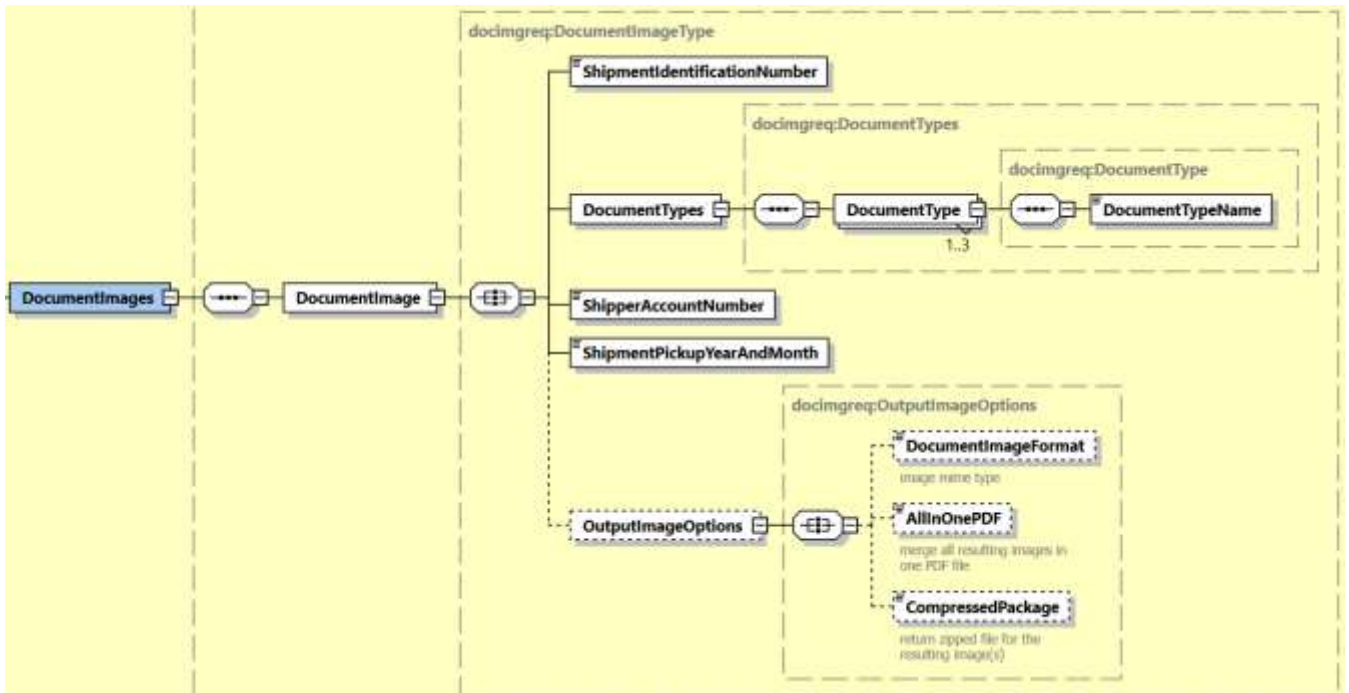 docimgreq:DocumentImageType
ShipmentIdentificationNumber
docimgreq:DocumentTypes
docimgreq:DocumentType
DocumentTypes
DocumentType
DocumentTypeName
1..3
DocumentImages
DocumentImage
ShipperAccountNumber
ShipmentPickupYearAndMonth
docimgreq:OutputImageOptions
DocumentImageFormat
image mime type
OutputImageOptions
AllInOnePDF
merge all resulting images in
one PDF file
CompressedPackage
return zipped file for the
resulting image(s)